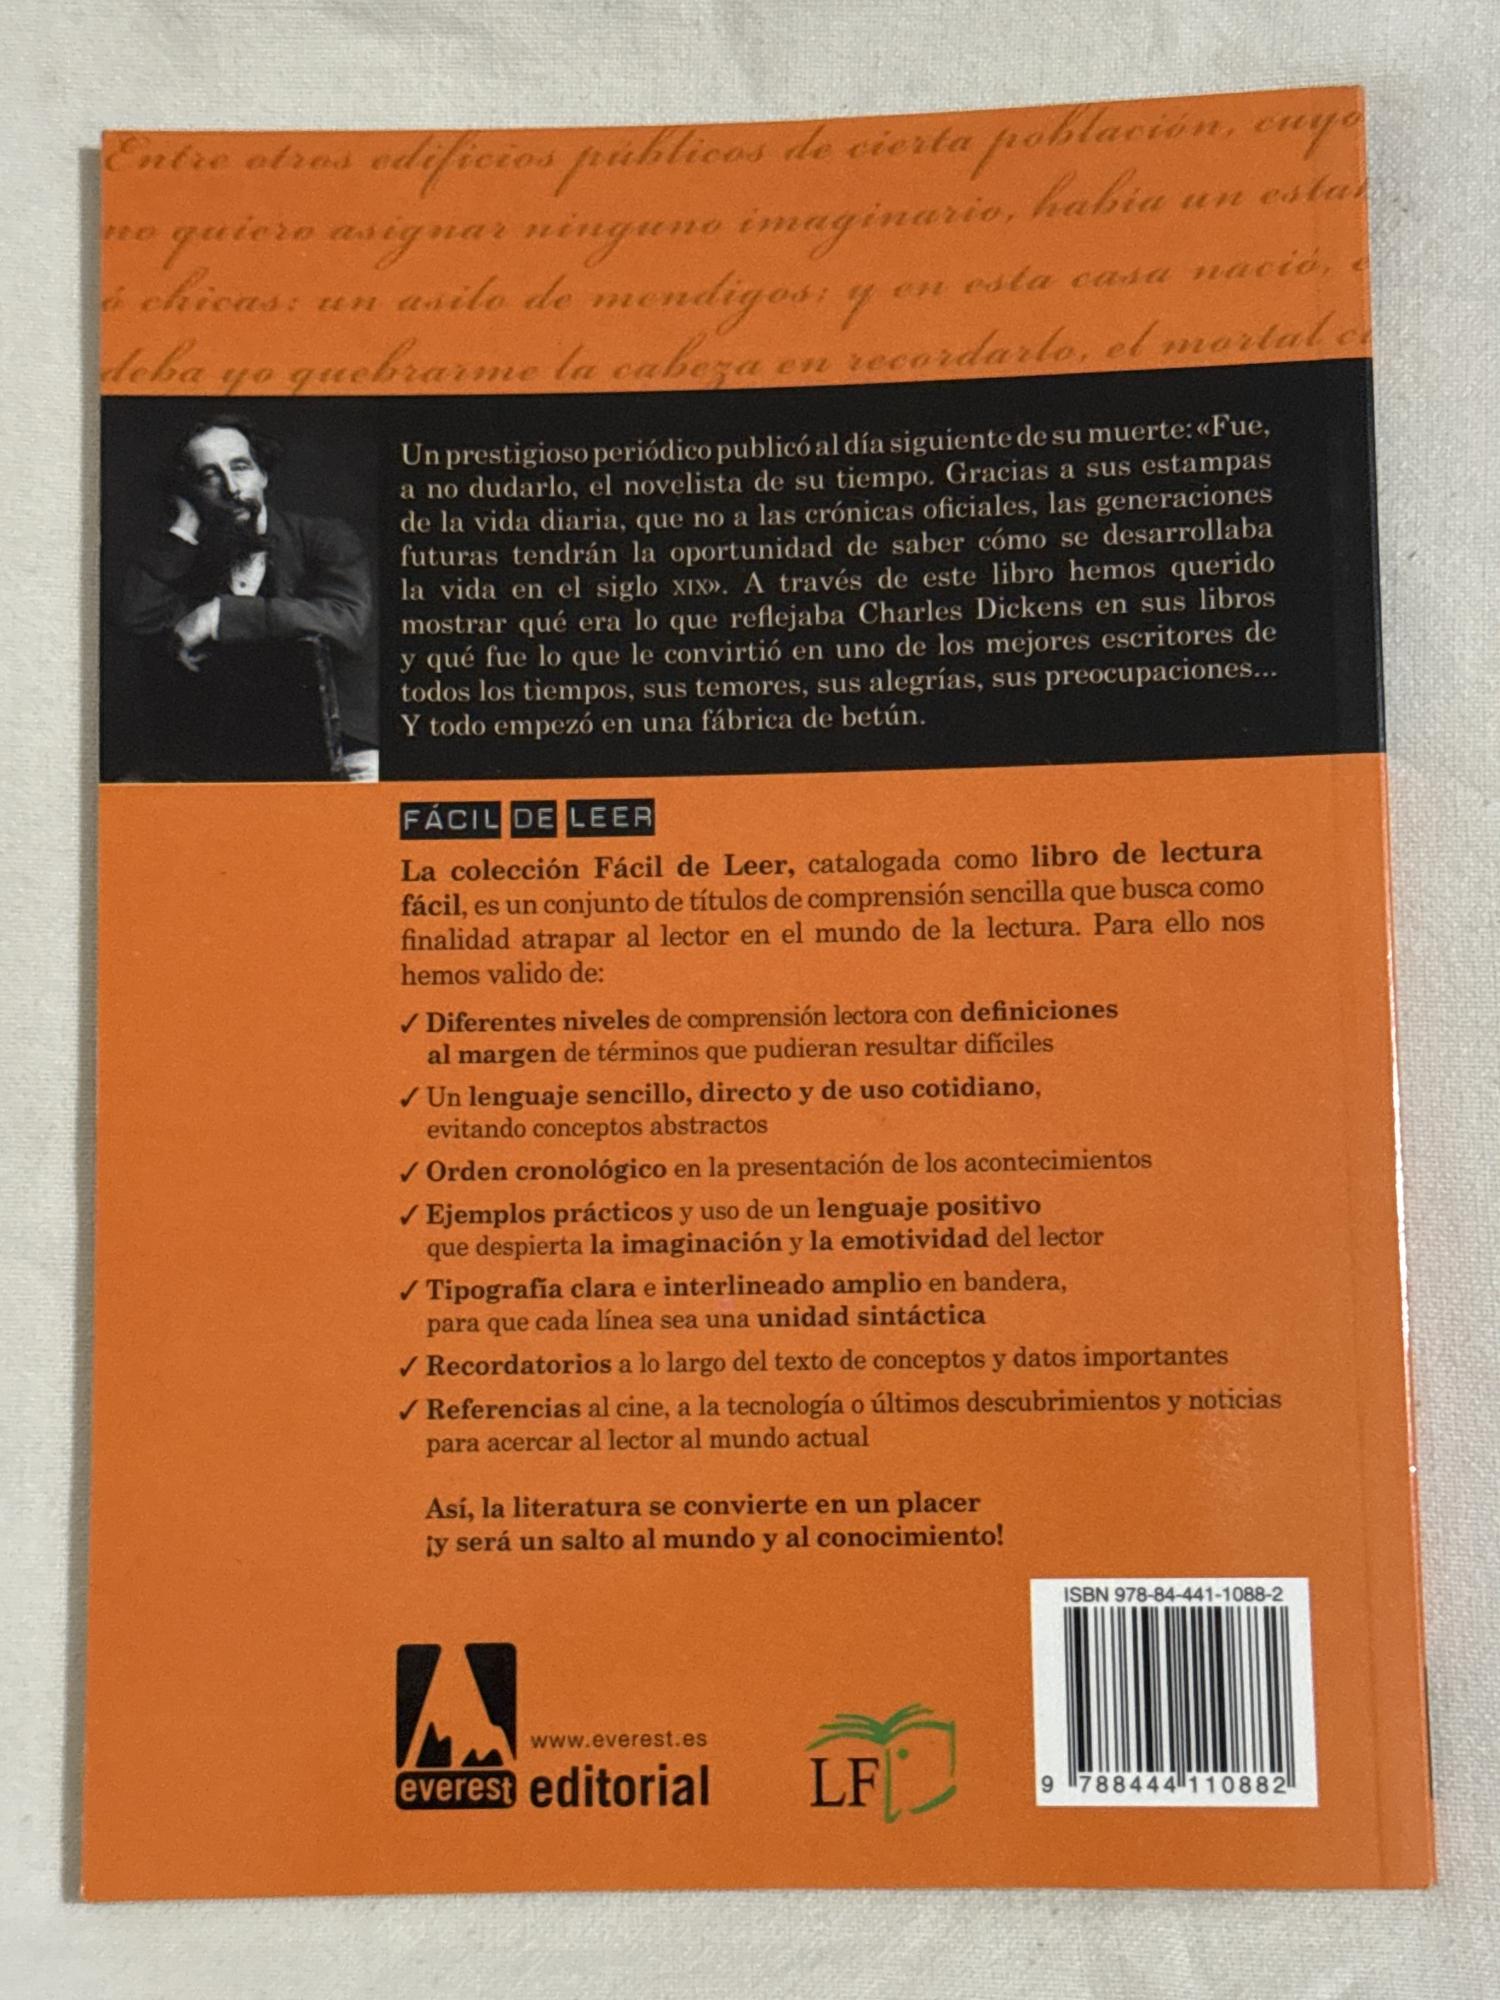 Entre otros edificios públicos de cierta población, cuyo
no quiero asignar ninguno imaginario, había un
ó chicas: un asilo de mendigos; y en esta casa nació,
deba yo quebrarme la cabeza en recordarlo, el mortal
Un prestigioso periódico publicó al día siguiente de su muerte: «Fue,
a no dudarlo, el novelista de su tiempo. Gracias a sus estampas
de la vida diaria, que no a las crónicas oficiales, las generaciones
futuras tendrán la oportunidad de saber cómo se desarrollaba
la vida en el siglo XIX». A través de este libro hemos querido
mostrar qué era lo que reflejaba Charles Dickens en sus libros
y qué fue lo que le convirtió en uno de los mejores escritores de
todos los tiempos, sus temores, sus alegrías, sus preocupaciones...
Y todo empezó en una fábrica de betún.
FÁCIL DE LEER
La colección Fácil de Leer, catalogada como libro de lectura
fácil, es un conjunto de títulos de comprensión sencilla que busca como
finalidad atrapar al lector en el mundo de la lectura. Para ello nos
hemos valido de:
✓ Diferentes niveles de comprensión lectora con definiciones
al margen de términos que pudieran resultar difíciles
✓ Un lenguaje sencillo, directo y de uso cotidiano,
evitando conceptos abstractos
✓ Orden cronológico en la presentación de los acontecimientos
✓ Ejemplos prácticos y uso de un lenguaje positivo
que despierta la imaginación y la emotividad del lector
✓ Tipografía clara e interlineado amplio en bandera,
para que cada línea sea una unidad sintáctica
✓ Recordatorios a lo largo del texto de conceptos y datos importantes
✓ Referencias al cine, a la tecnología o últimos descubrimientos y noticias
para acercar al lector al mundo actual
Así, la literatura se convierte en un placer
¡y será un salto al mundo y al conocimiento!
ISBN 978-84-441-1088-2
www.everest.es
everest editorial
LF
9 788444 110882